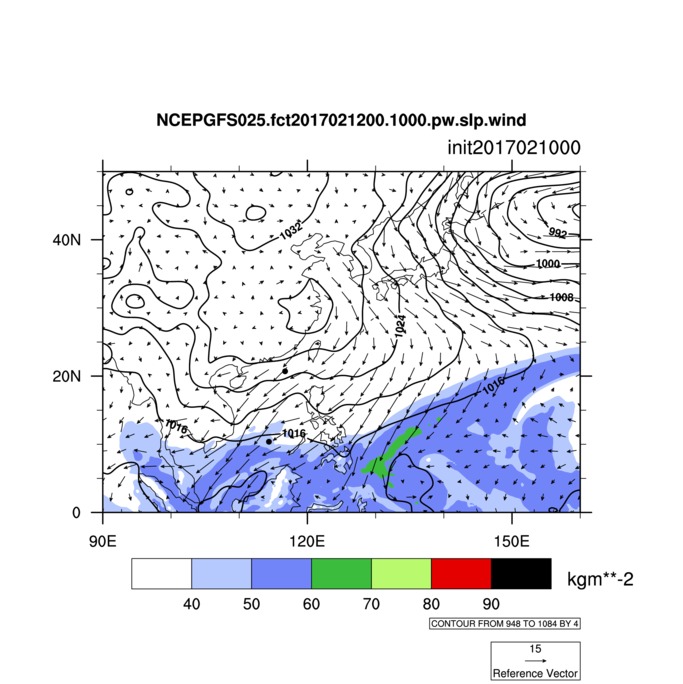 NCEPGFS025.fct2017021200.1000.pw.slp.wind
init2017021000
1032
992
40N
1000
1008
1024
20N
1016
1016
1016
0
90E 120E 150E
kgm**-2
40 50 60 70 80 90
CONTOUR FROM 948 TO 1084 BY 4
15
Reference Vector